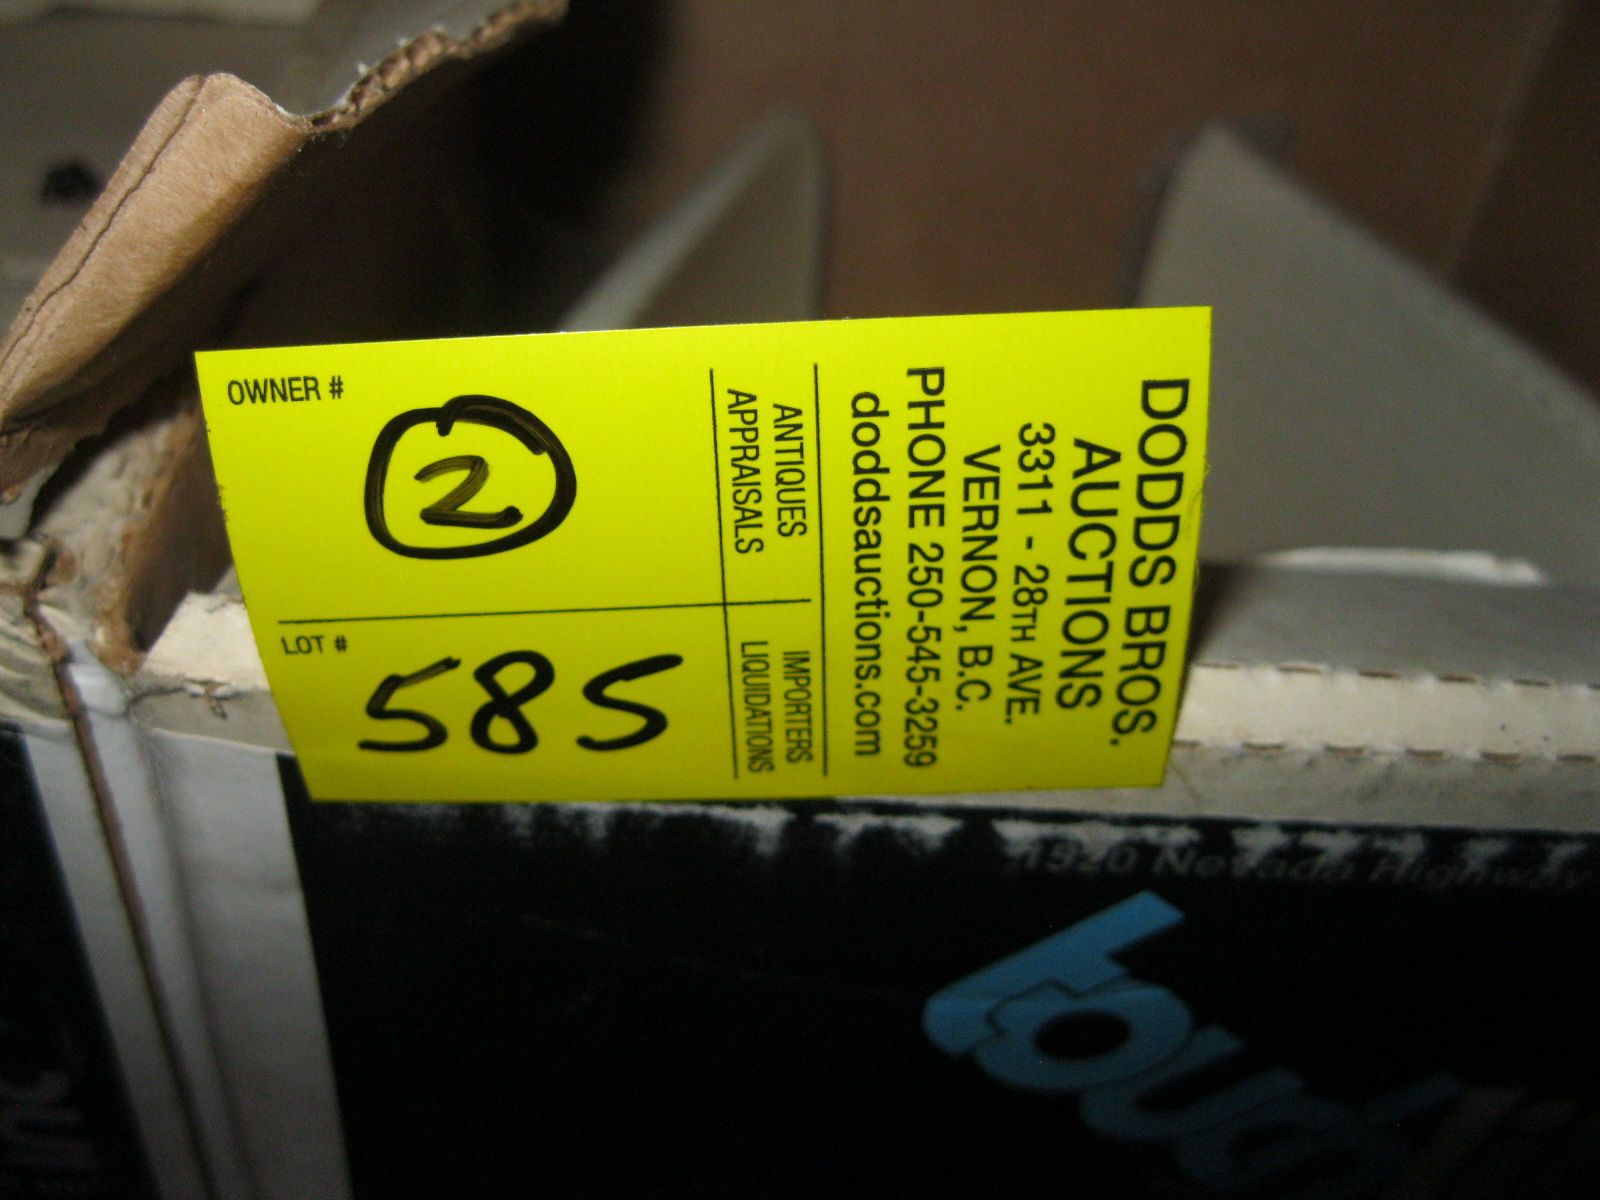 DODDS BROS.
AUCTIONS
3311 - 28TH AVE.
VERNON, B.C.
PHONE 250-545-3259
doddsauctions.com
ANTIQUES
APPRAISALS
IMPORTERS
LIQUIDATIONS
OWNER #
2
LOT #
585
1920 Nevada Highway